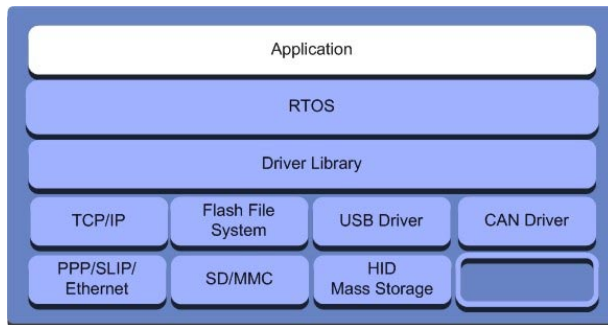 Application
RTOS
Driver Library
TCP/IP
Flash File
System
USB Driver
CAN Driver
PPP/SLIP/
Ethernet
SD/MMC
HID
Mass Storage